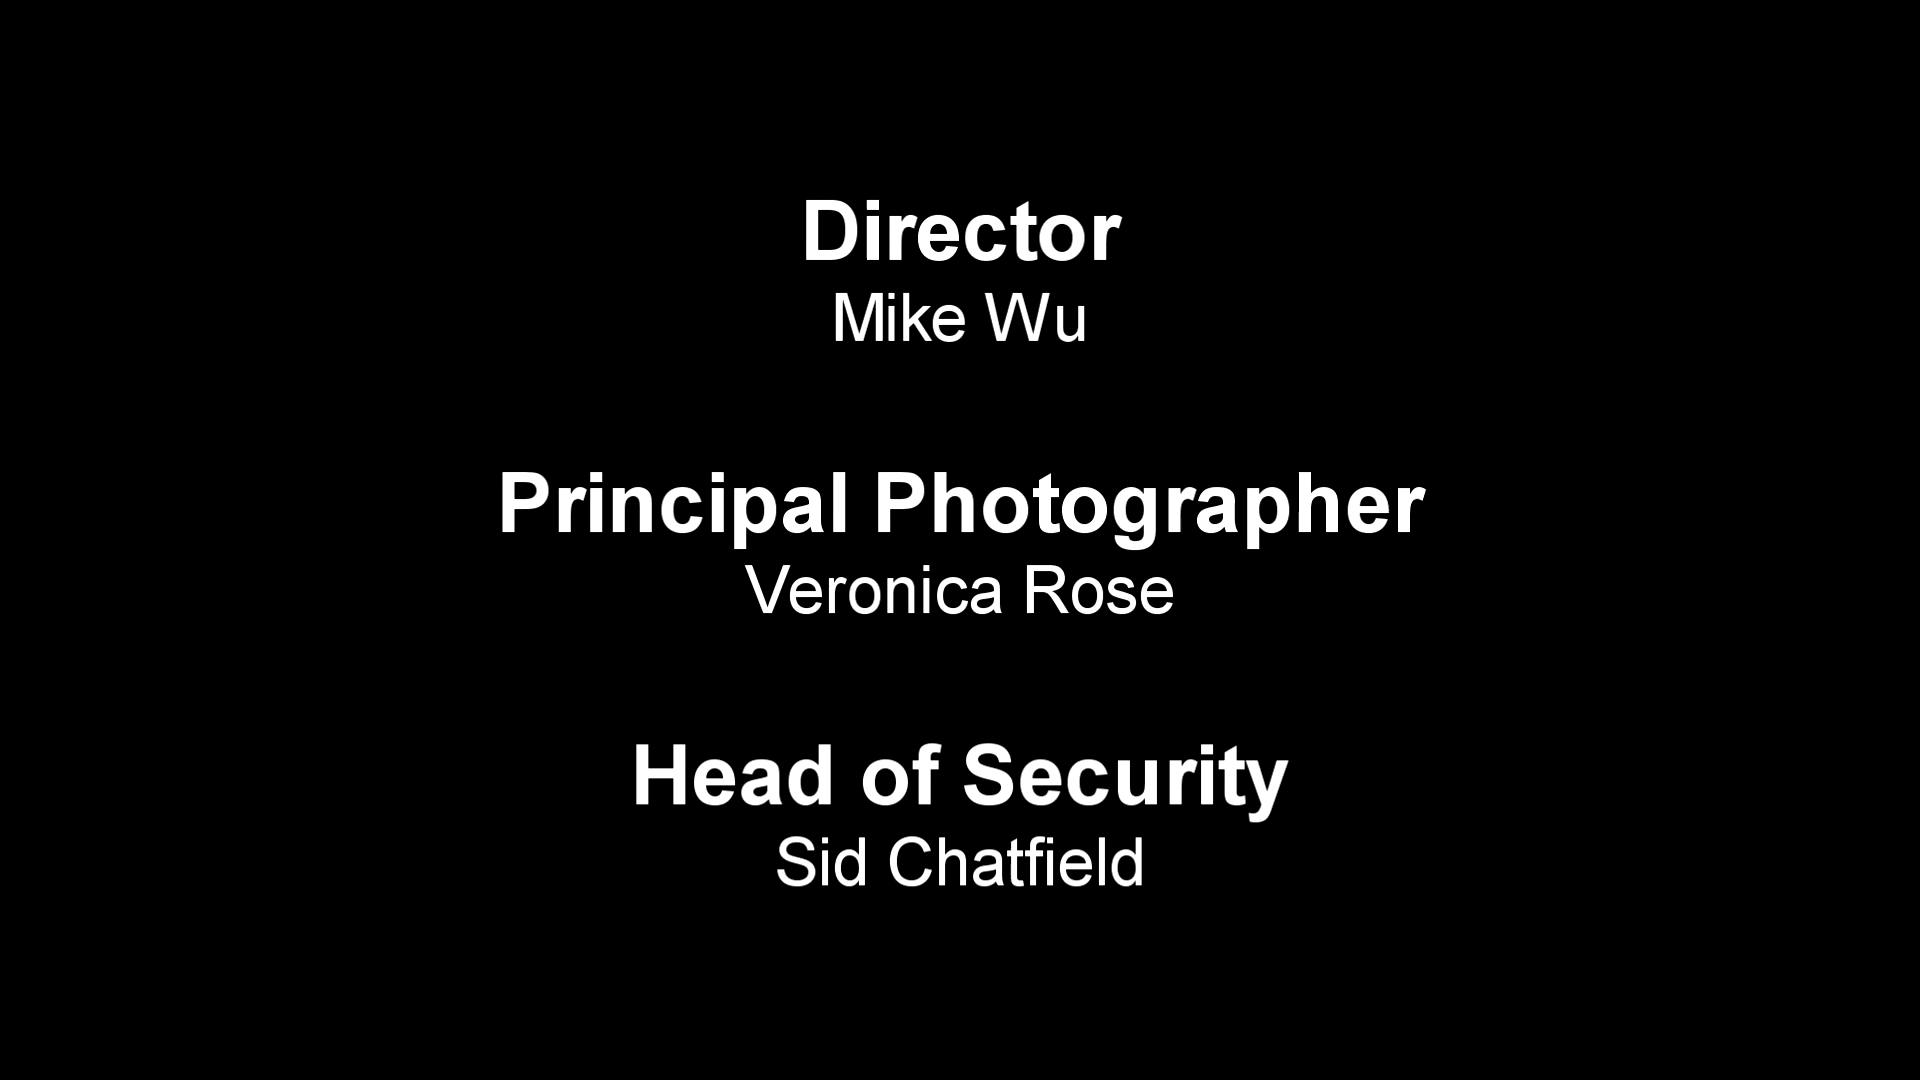 Director
Mike Wu
Principal Photographer
Veronica Rose
Head of Security
Sid Chatfield